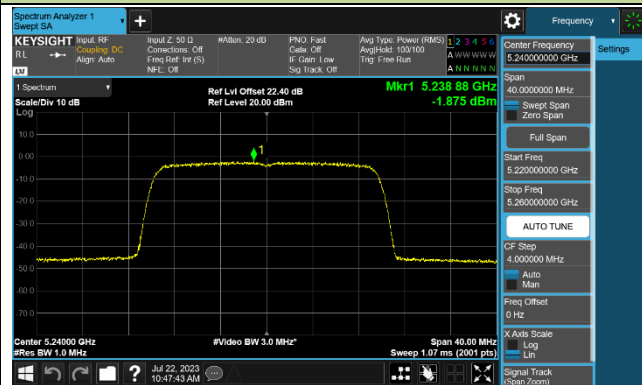 Spectrum Analyzer 1
Swept SA
+
Frequency
KEYSIGHT
Input: RF
Input Z: 50 Ω
#Atten: 20 dB
PNO: Fast
Avg Type: Power (RMS)
1 2 3 4 5 6
RL
Coupling: DC
Corrections: Off
Gate: Off
Avg|Hold: 100/100
A W W W W W
Align: Auto
Freq Ref: Int (S)
IF Gain: Low
Trig: Free Run
NFE: Off
Sig Track: Off
A N N N N N
LXI
1 Spectrum
Ref Lvl Offset 22.40 dB
Mkr1 5.238 88 GHz
Scale/Div 10 dB
Ref Level 20.00 dBm
-1.875 dBm
Log
10.0
0.00
-10.0
-20.0
-30.0
-40.0
-50.0
-60.0
-70.0
1
Center 5.24000 GHz
#Video BW 3.0 MHz*
Span 40.00 MHz
#Res BW 1.0 MHz
Sweep 1.07 ms (2001 pts)
Jul 22, 2023
10:47:43 AM
?
Center Frequency
5.240000000 GHz
Settings
Span
40.0000000 MHz
Swept Span
Zero Span
Full Span
Start Freq
5.220000000 GHz
Stop Freq
5.260000000 GHz
AUTO TUNE
CF Step
4.000000 MHz
Auto
Man
Freq Offset
0 Hz
X Axis Scale
Log
Lin
Signal Track
(Span Zoom)